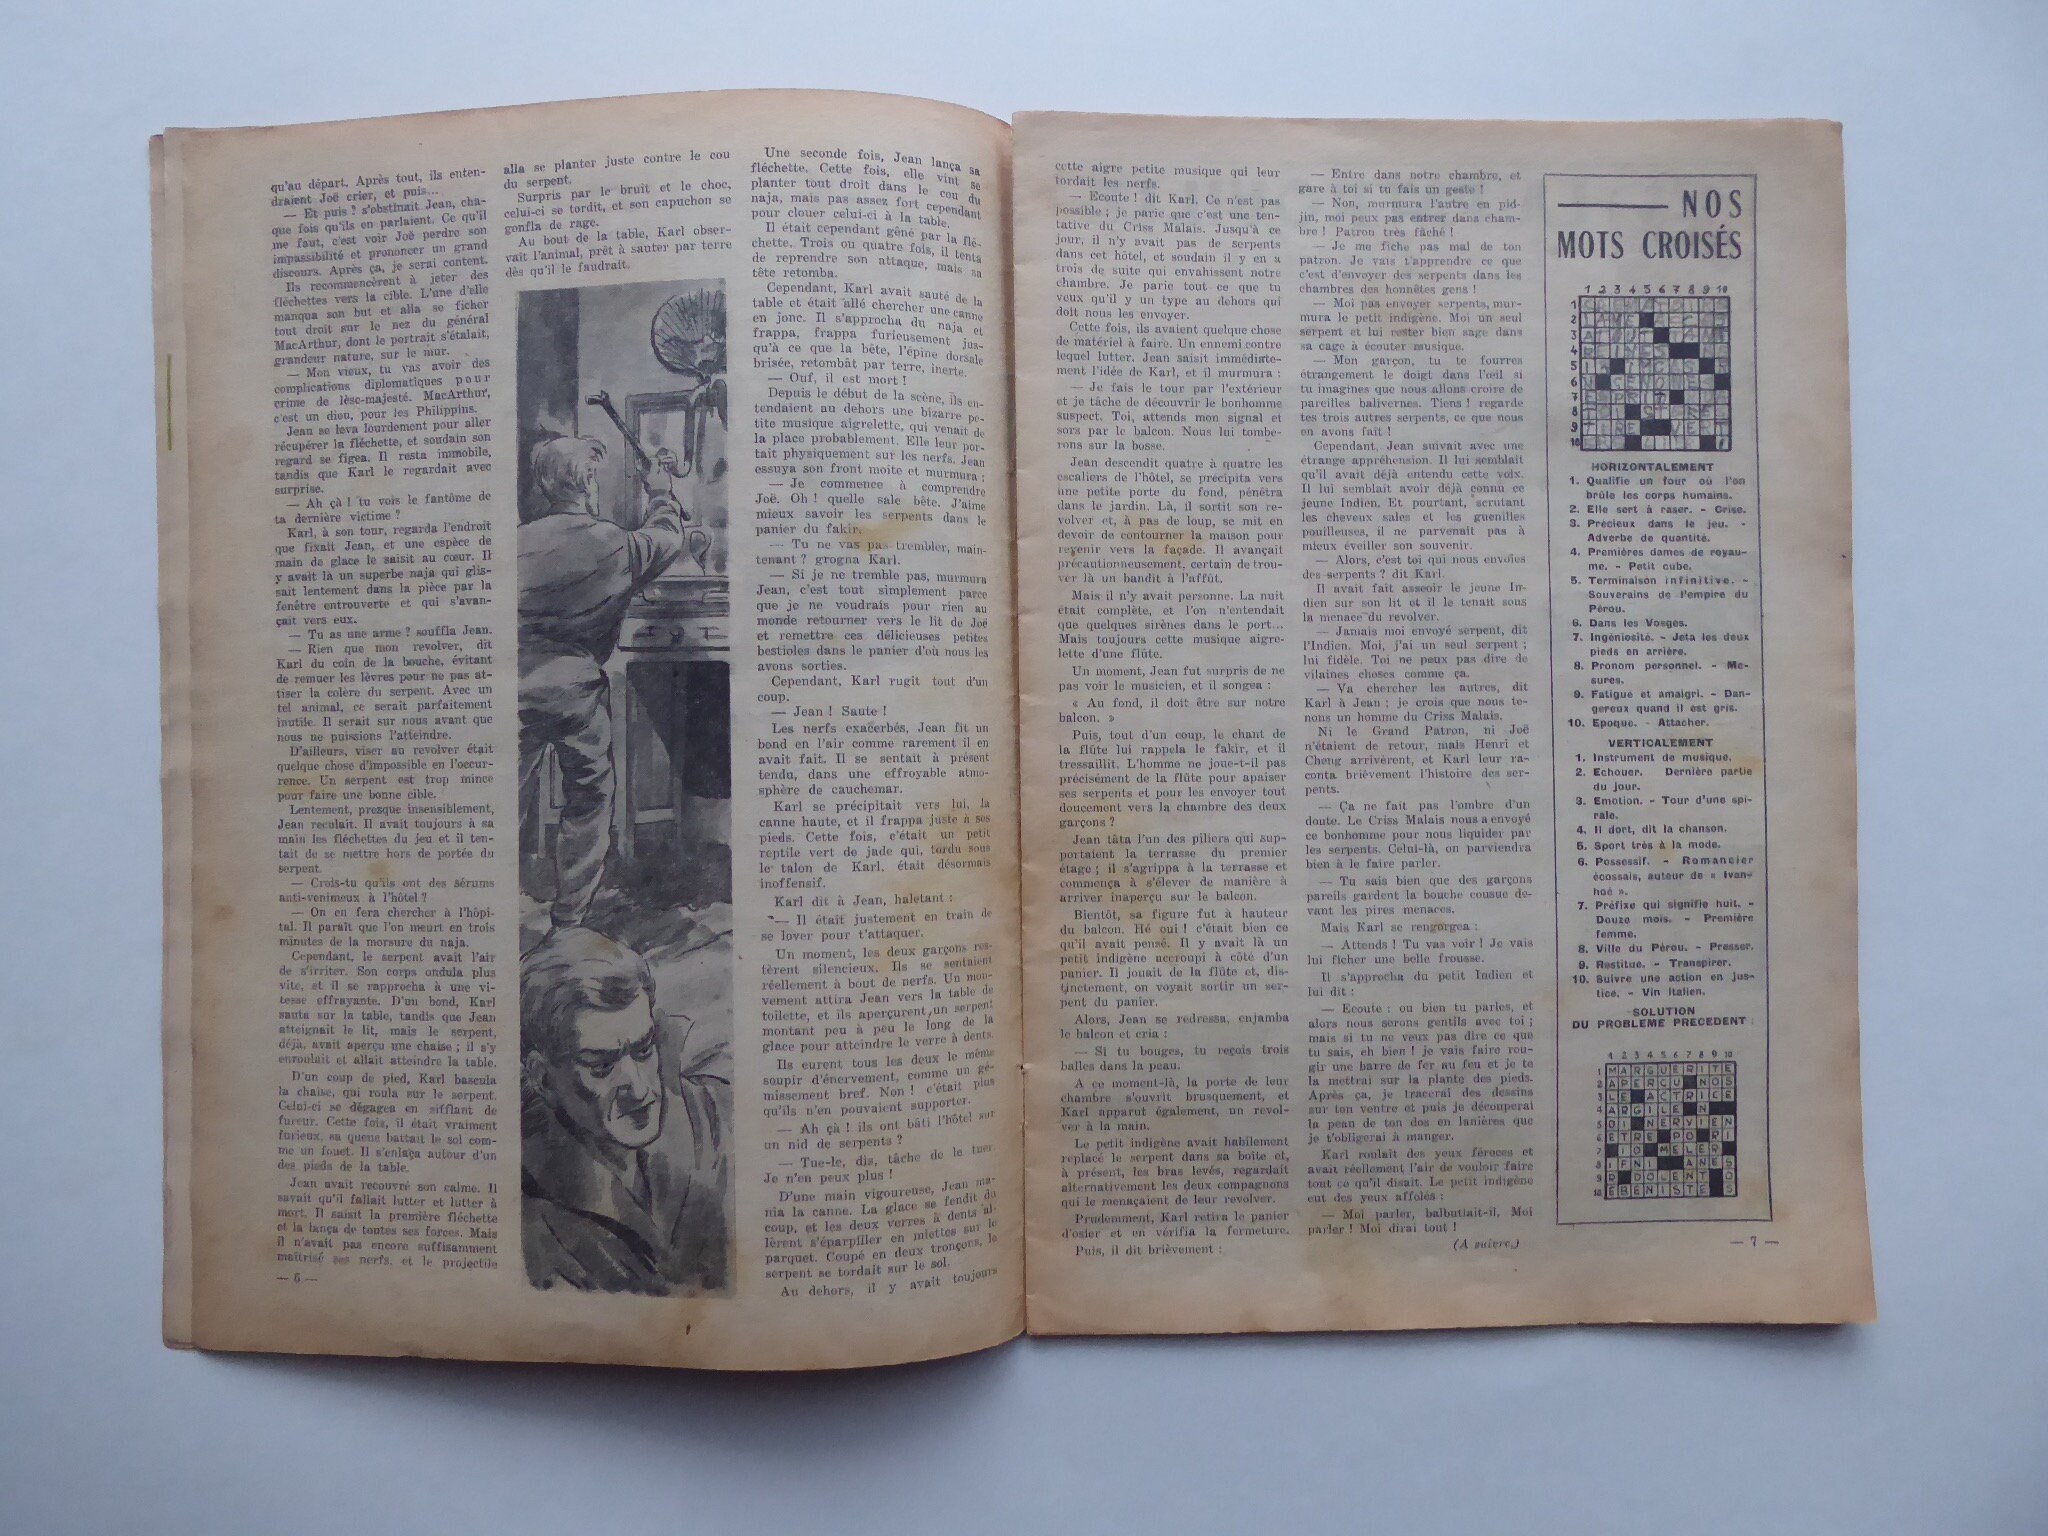 qu'au départ. Après tout, ils enten-
draient Joë crier, et puis...
— Et puis ? s'obstinait Jean, cha-
que fois qu'ils en parlaient. Ce qu'il
me faut, c'est voir Joë perdre son
impassibilité et prononcer un grand
discours. Après ça, je serai content.
Ils recommencèrent à jeter des
fléchettes vers la cible. L'une d'elle
manqua son but et alla se ficher
tout droit sur le nez du général
MacArthur, dont le portrait s'étalait,
grandeur nature, sur le mur.
— Mon vieux, tu vas avoir des
complications diplomatiques pour
crime de lèse-majesté. MacArthur,
c'est un dieu, pour les Philippins.
Jean se leva lourdement pour aller
récupérer la fléchette, et soudain son
regard se figea. Il resta immobile,
tandis que Karl le regardait avec
surprise.
— Ah çà ! tu vois le fantôme de
ta dernière victime ?
Karl, à son tour, regarda l'endroit
que fixait Jean, et une espèce de
main de glace le saisit au cœur. Il
y avait là un superbe naja qui glis-
sait lentement dans la pièce par la
fenêtre entrouverte et qui s'avan-
çait vers eux.
— Tu as une arme ? souffla Jean.
— Rien que mon revolver, dit
Karl du coin de la bouche, évitant
de remuer les lèvres pour ne pas at-
tiser la colère du serpent. Avec un
tel animal, ce serait parfaitement
inutile. Il serait sur nous avant que
nous ne puissions l'atteindre.
D'ailleurs, viser au revolver était
quelque chose d'impossible en l'occur-
rence. Un serpent est trop mince
pour faire une bonne cible.
Lentement, presque insensiblement,
Jean reculait. Il avait toujours à sa
main les fléchettes du jeu et il ten-
tait de se mettre hors de portée du
serpent.
— Crois-tu qu'ils ont des sérums
anti-venimeux à l'hôtel ?
— On en fera chercher à l'hôpi-
tal. Il paraît que l'on meurt en trois
minutes de la morsure du naja.
Cependant, le serpent avait l'air
de s'irriter. Son corps ondula plus
vite, et il se rapprocha à une vi-
tesse effrayante. D'un bond, Karl
sauta sur la table, tandis que Jean
atteignait le lit, mais le serpent,
déjà, avait aperçu une chaise ; il s'y
enroulait et allait atteindre la table.
D'un coup de pied, Karl bascula
la chaise, qui roula sur le serpent.
Celui-ci se dégagea en sifflant de
fureur. Cette fois, il était vraiment
furieux, sa queue battait le sol com-
me un fouet. Il s'enlaça autour d'un
des pieds de la table.
Jean avait recouvré son calme. Il
savait qu'il fallait lutter et lutter à
mort. Il saisit la première fléchette
et la lança de toutes ses forces. Mais
il n'avait pas encore suffisamment
maîtrisé ses nerfs, et le projectile
— 6 —
alla se planter juste contre le cou
du serpent.
Surpris par le bruit et le choc,
celui-ci se tordit, et son capuchon se
gonfla de rage.
Au bout de la table, Karl obser-
vait l'animal, prêt à sauter par terre
dès qu'il le faudrait.
Une seconde fois, Jean lança sa
fléchette. Cette fois, elle vint se
planter tout droit dans le cou du
naja, mais pas assez fort cependant
pour clouer celui-ci à la table.
Il était cependant gêné par la flé-
chette. Trois ou quatre fois, il tenta
de reprendre son attaque, mais sa
tête retomba.
Cependant, Karl avait sauté de la
table et était allé chercher une canne
en jonc. Il s'approcha du naja et
frappa, frappa furieusement jus-
qu'à ce que la bête, l'épine dorsale
brisée, retombât par terre, inerte.
— Ouf, il est mort !
Depuis le début de la scène, ils en-
tendaient au dehors une bizarre pe-
tite musique aigrelette, qui venait de
la place probablement. Elle leur por-
tait physiquement sur les nerfs. Jean
essuya son front moite et murmura :
— Je commence à comprendre
Joë. Oh ! quelle sale bête. J'aime
mieux savoir les serpents dans le
panier du fakir.
— Tu ne vas pas trembler, main-
tenant ? grogna Karl.
— Si je ne tremble pas, murmura
Jean, c'est tout simplement parce
que je ne voudrais pour rien au
monde retourner vers le lit de Joë
et remettre ces délicieuses petites
bestioles dans le panier d'où nous les
avons sorties.
Cependant, Karl rugit tout d'un
coup.
— Jean ! Saute !
Les nerfs exacerbés, Jean fit un
bond en l'air comme rarement il en
avait fait. Il se sentait à présent
tendu, dans une effroyable atmo-
sphère de cauchemar.
Karl se précipitait vers lui, la
canne haute, et il frappa juste à ses
pieds. Cette fois, c'était un petit
reptile vert de jade qui, tordu sous
le talon de Karl, était désormais
inoffensif.
Karl dit à Jean, haletant :
— Il était justement en train de
se lover pour t'attaquer.
Un moment, les deux garçons res-
tèrent silencieux. Ils se sentaient
réellement à bout de nerfs. Un mou-
vement attira Jean vers la table de
toilette, et ils aperçurent un serpent
montant peu à peu le long de la
glace pour atteindre le verre à dents.
Ils eurent tous les deux le même
soupir d'énervement, comme un gé-
missement bref. Non ! c'était plus
qu'ils n'en pouvaient supporter.
— Ah çà ! ils ont bâti l'hôtel sur
un nid de serpents ?
— Tue-le, dis, tâche de le tuer
Je n'en peux plus !
D'une main vigoureuse, Jean ma-
nia la canne. La glace se fendit du
coup, et les deux verres à dents al-
lèrent s'éparpiller en miettes sur le
parquet. Coupé en deux tronçons, le
serpent se tordait sur le sol.
Au dehors, il y avait toujours
cette aigre petite musique qui leur
tordait les nerfs.
— Ecoute ! dit Karl. Ce n'est pas
possible ; je parie que c'est une ten-
tative du Criss Malais. Jusqu'à ce
jour, il n'y avait pas de serpents
dans cet hôtel, et soudain il y en a
trois de suite qui envahissent notre
chambre. Je parie tout ce que tu
veux qu'il y un type au dehors qui
doit nous les envoyer.
Cette fois, ils avaient quelque chose
de matériel à faire. Un ennemi contre
lequel lutter. Jean saisit immédiate-
ment l'idée de Karl, et il murmura :
— Je fais le tour par l'extérieur
et je tâche de découvrir le bonhomme
suspect. Toi, attends mon signal et
sors par le balcon. Nous lui tombe-
rons sur la bosse.
Jean descendit quatre à quatre les
escaliers de l'hôtel, se précipita vers
une petite porte du fond, pénétra
dans le jardin. Là, il sortit son re-
volver et, à pas de loup, se mit en
devoir de contourner la maison pour
revenir vers la façade. Il avançait
précautionneusement, certain de trou-
ver là un bandit à l'affût.
Mais il n'y avait personne. La nuit
était complète, et l'on n'entendait
que quelques sirènes dans le port...
Mais toujours cette musique aigre-
lette d'une flûte.
Un moment, Jean fut surpris de ne
pas voir le musicien, et il songea :
« Au fond, il doit être sur notre
balcon. »
Puis, tout d'un coup, le chant de
la flûte lui rappela le fakir, et il
tressaillit. L'homme ne joue-t-il pas
précisément de la flûte pour apaiser
ses serpents et pour les envoyer tout
doucement vers la chambre des deux
garçons ?
Jean tâta l'un des piliers qui sup-
portaient la terrasse du premier
étage ; il s'agrippa à la terrasse et
commença à s'élever de manière à
arriver inaperçu sur le balcon.
Bientôt, sa figure fut à hauteur
du balcon. Hé oui ! c'était bien ce
qu'il avait pensé. Il y avait là un
petit indigène accroupi à côté d'un
panier. Il jouait de la flûte et, dis-
tinctement, on voyait sortir un ser-
pent du panier.
Alors, Jean se redressa, enjamba
le balcon et cria :
— Si tu bouges, tu reçois trois
balles dans la peau.
A ce moment-là, la porte de leur
chambre s'ouvrit brusquement, et
Karl apparut également, un revol-
ver à la main.
Le petit indigène avait habilement
replacé le serpent dans sa boîte et,
à présent, les bras levés, regardait
alternativement les deux compagnons
qui le menaçaient de leur revolver.
Prudemment, Karl retira le panier
d'osier et en vérifia la fermeture.
Puis, il dit brièvement :
— Entre dans notre chambre, et
gare à toi si tu fais un geste !
— Non, murmura l'autre en pid-
jin, moi peux pas entrer dans cham-
bre ! Patron très fâché !
— Je me fiche pas mal de ton
patron. Je vais t'apprendre ce que
c'est d'envoyer des serpents dans les
chambres des honnêtes gens !
— Moi pas envoyer serpents, mur-
mura le petit indigène. Moi un seul
serpent et lui rester bien sage dans
sa cage à écouter musique.
— Mon garçon, tu te fourres
étrangement le doigt dans l'œil si
tu imagines que nous allons croire de
pareilles balivernes. Tiens ! regarde
tes trois autres serpents, ce que nous
en avons fait !
Cependant, Jean suivait avec une
étrange appréhension. Il lui semblait
qu'il avait déjà entendu cette voix.
Il lui semblait avoir déjà connu ce
jeune Indien. Et pourtant, scrutant
les cheveux sales et les guenilles
pouilleuses, il ne parvenait pas à
mieux éveiller son souvenir.
— Alors, c'est toi qui nous envoies
des serpents ? dit Karl.
Il avait fait asseoir le jeune In-
dien sur son lit et il le tenait sous
la menace du revolver.
— Jamais moi envoyé serpent, dit
l'Indien. Moi, j'ai un seul serpent ;
lui fidèle. Toi ne peux pas dire de
vilaines choses comme ça.
— Va chercher les autres, dit
Karl à Jean ; je crois que nous te-
nons un homme du Criss Malais.
Ni le Grand Patron, ni Joë
n'étaient de retour, mais Henri et
Cheng arrivèrent, et Karl leur ra-
conta brièvement l'histoire des ser-
pents.
— Ça ne fait pas l'ombre d'un
doute. Le Criss Malais nous a envoyé
ce bonhomme pour nous liquider par
les serpents. Celui-là, on parviendra
bien à le faire parler.
— Tu sais bien que des garçons
pareils gardent la bouche cousue de-
vant les pires menaces.
Mais Karl se rengorgea :
— Attends ! Tu vas voir ! Je vais
lui ficher une belle frousse.
Il s'approcha du petit Indien et
lui dit :
— Ecoute : ou bien tu parles, et
alors nous serons gentils avec toi ;
mais si tu ne veux pas dire ce que
tu sais, eh bien ! je vais faire rou-
gir une barre de fer au feu et je te
la mettrai sur la plante des pieds.
Après ça, je tracerai des dessins
sur ton ventre et puis je découperai
la peau de ton dos en lanières que
je t'obligerai à manger.
Karl roulait des yeux féroces et
avait réellement l'air de vouloir faire
tout ce qu'il disait. Le petit indigène
eut des yeux affolés :
— Moi parler, balbutiait-il. Moi
parler ! Moi dirai tout !
(A suivre.)
NOS
MOTS CROISÉS
1 2 3 4 5 6 7 8 9 10
1
2
3
4
5
6
7
8
9
10
HORIZONTALEMENT
1. Qualifie un four où l'on
brûle les corps humains.
2. Elle sert à raser. - Crise.
3. Précieux dans le jeu. -
Adverbe de quantité.
4. Premières dames de royau-
me. - Petit cube.
5. Terminaison infinitive. -
Souverains de l'empire du
Pérou.
6. Dans les Vosges.
7. Ingéniosité. - Jeta les deux
pieds en arrière.
8. Pronom personnel. - Me-
sures.
9. Fatigue et amaigri. - Dan-
gereux quand il est gris.
10. Epoque. - Attacher.
VERTICALEMENT
1. Instrument de musique.
2. Echouer. Dernière partie
du jour.
3. Emotion. - Tour d'une spi-
rale.
4. Il dort, dit la chanson.
5. Sport très à la mode.
6. Possessif. - Romancier
écossais, auteur de « Ivan-
hoé ».
7. Préfixe qui signifie huit. -
Douze mois. - Première
femme.
8. Ville du Pérou. - Presser.
9. Restitue. - Transpirer.
10. Suivre une action en jus-
tice. - Vin Italien.
SOLUTION
DU PROBLEME PRECEDENT :
1 2 3 4 5 6 7 8 9 10
1 MARGUERITE
2 APERÇU NOS
3 LE ACTRICE
4 ARGILE N
5 DI NERVIEN
6 ETRE PO RI
7 IO MELER
8 IFNI ANES
9 R DOLENT O
10 EBENISTE S
— 7 —